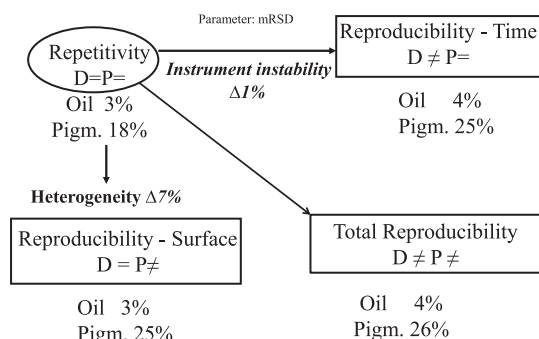 Parameter: mRSD
Repetitivity
D=P=
Oil 3%
Pigm. 18%
Instrument instability
Δ1%
Reproducibility - Time
D ≠ P=
Oil 4%
Pigm. 25%
Heterogeneity Δ7%
Reproducibility - Surface
D = P≠
Oil 3%
Pigm. 25%
Total Reproducibility
D ≠ P ≠
Oil 4%
Pigm. 26%